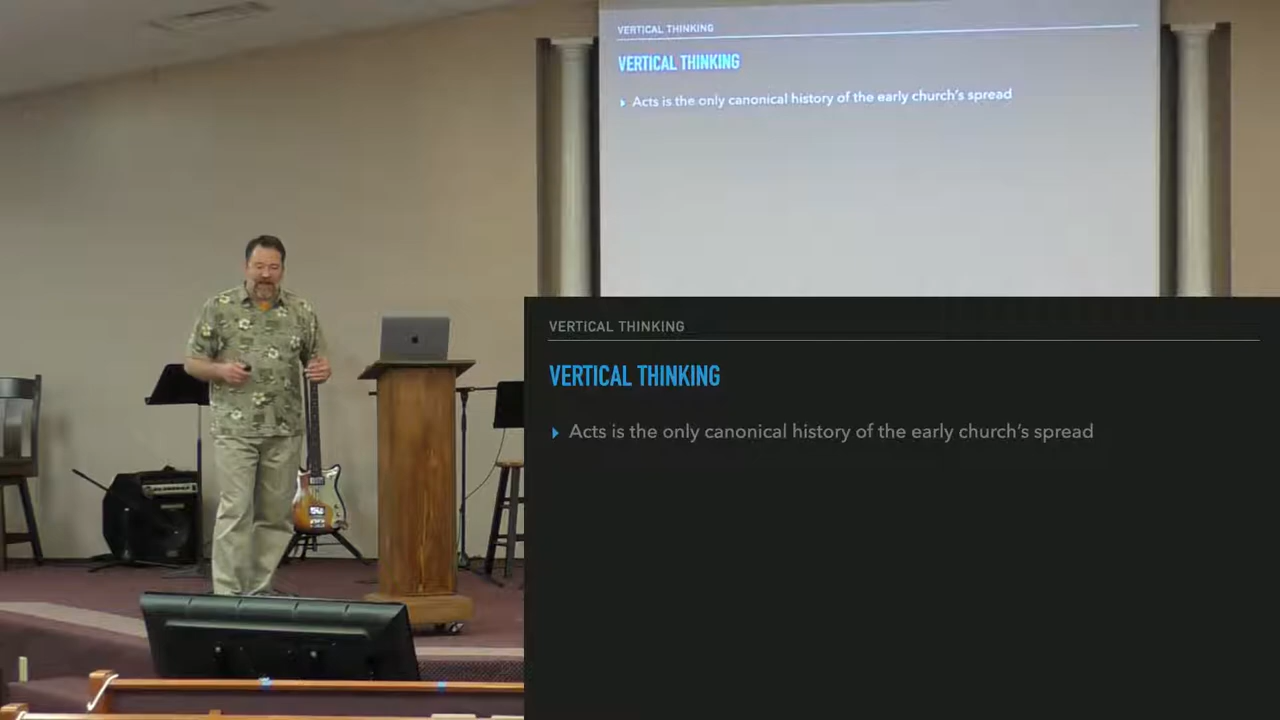 VERTICAL THINKING
VERTICAL THINKING
Acts is the only canonical history of the early church's spread
VERTICAL THINKING
VERTICAL THINKING
Acts is the only canonical history of the early church's spread